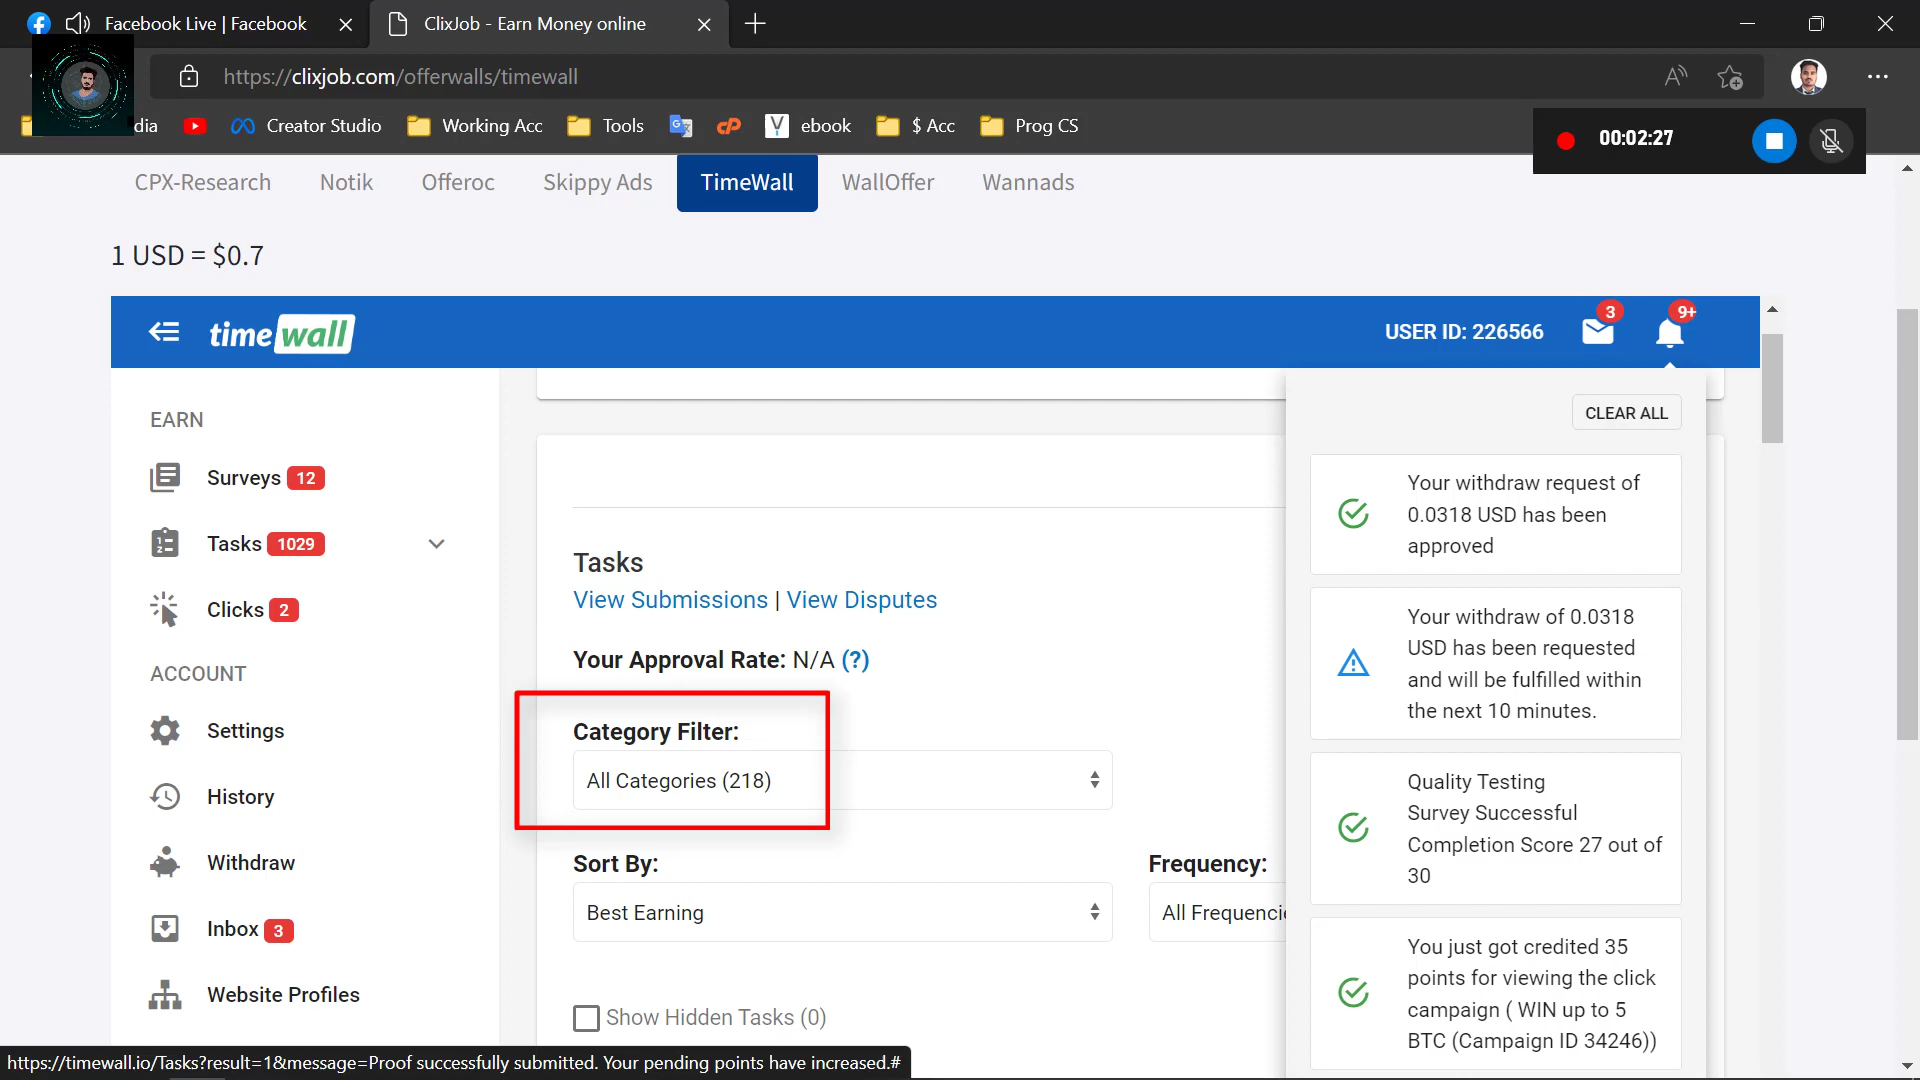 Facebook Live | Facebook
ClixJob - Earn Money online
https://clixjob.com/offerwalls/timewall
dia
Creator Studio
Working Acc
Tools
ebook
$ Acc
Prog CS
00:02:27
CPX-Research
Notik
Offeroc
Skippy Ads
TimeWall
WallOffer
Wannads
1 USD = $0.7
time wall
USER ID: 226566
3
9+
EARN
Surveys 12
Tasks 1029
Clicks 2
ACCOUNT
Settings
History
Withdraw
Inbox 3
Website Profiles
Tasks
View Submissions | View Disputes
Your Approval Rate: N/A (?)
Category Filter:
All Categories (218)
Sort By:
Best Earning
Frequency:
All Frequencie
Show Hidden Tasks (0)
CLEAR ALL
Your withdraw request of
0.0318 USD has been
approved
Your withdraw of 0.0318
USD has been requested
and will be fulfilled within
the next 10 minutes.
Quality Testing
Survey Successful
Completion Score 27 out of
30
You just got credited 35
points for viewing the click
campaign ( WIN up to 5
BTC (Campaign ID 34246))
https://timewall.io/Tasks?result=1&message=Proof successfully submitted. Your pending points have increased.#